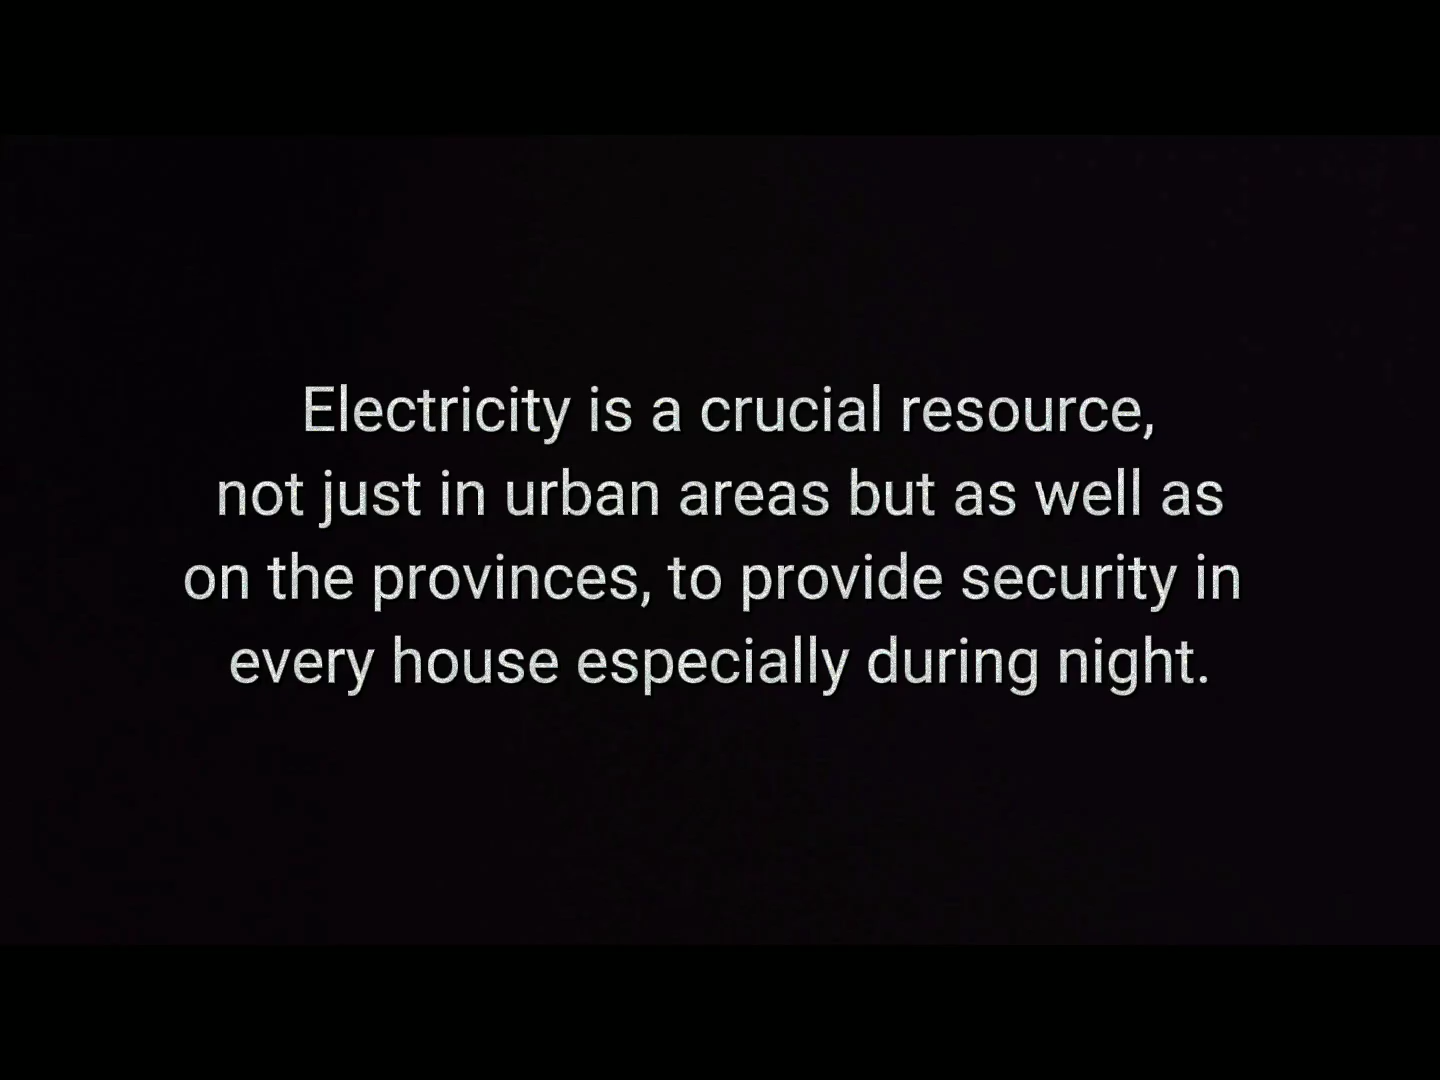 Electricity is a crucial resource,
not just in urban areas but as well as
on the provinces, to provide security in
every house especially during night.